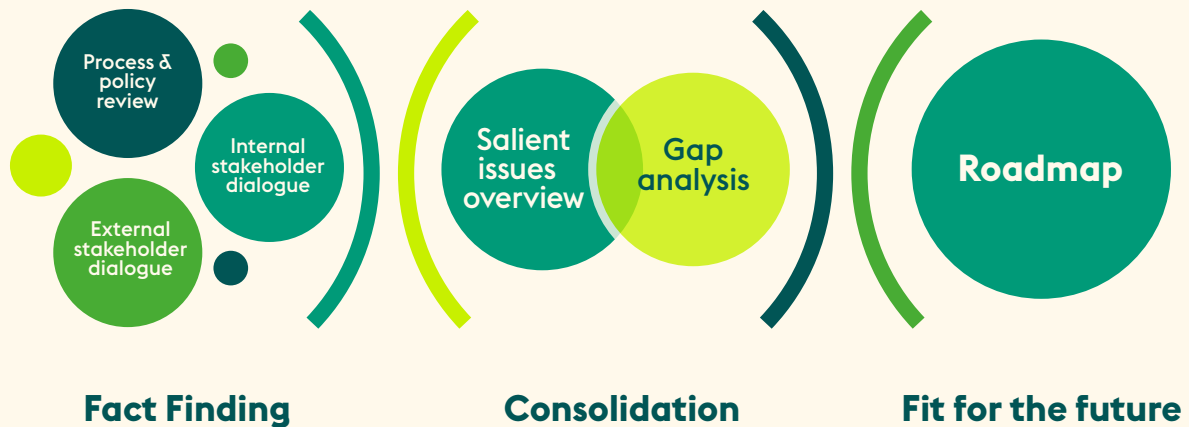 Process &
policy
review
Internal
stakeholder
dialogue
External
stakeholder
dialogue
Fact Finding
Salient
issues
overview
Gap
analysis
Consolidation
Roadmap
Fit for the future